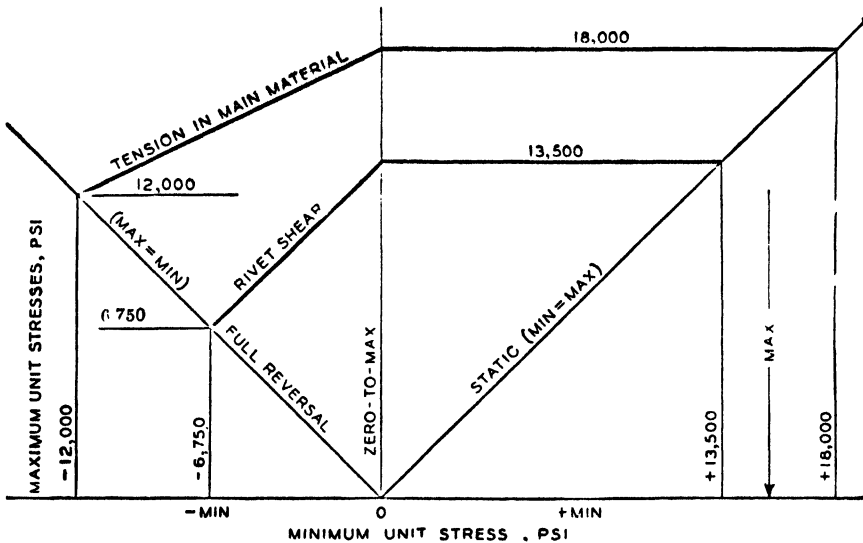 18,000
TENSION IN MAIN MATERIAL
13,500
12,000
(MAX=MIN)
RIVET SHEAR
6 750
FULL REVERSAL
ZERO-TO-MAX
STATIC (MIN=MAX)
MAX
MAXIMUM UNIT STRESSES, PSI
-12,000
-6,750
+13,500
+18,000
-MIN
0
+MIN
MINIMUM UNIT STRESS , PSI